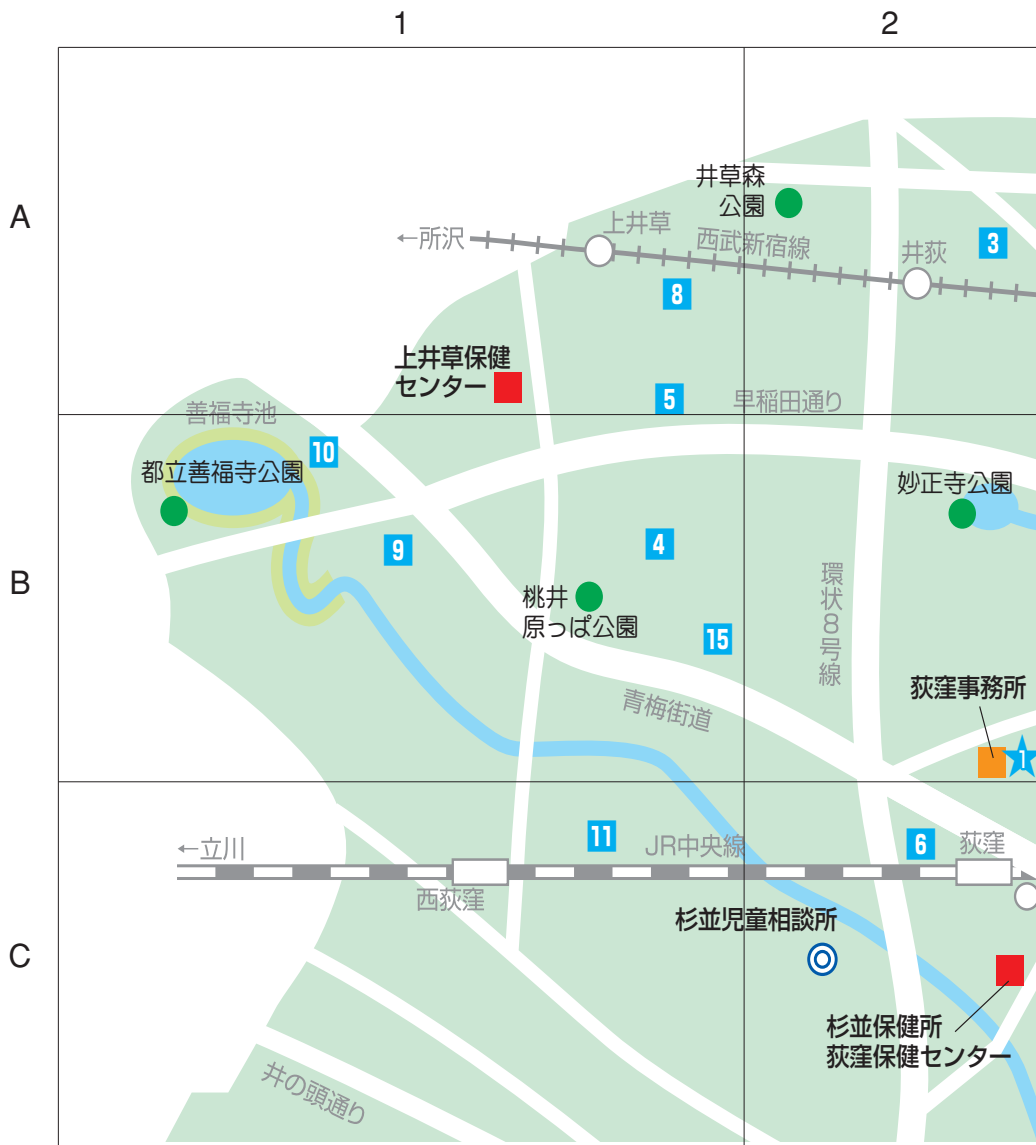 1
2
A
井草森
公園
上井草
西武新宿線
井荻
←所沢
3
8
上井草保健
センター
5
早稲田通り
善福寺池
10
都立善福寺公園
妙正寺公園
B
9
4
環状8号線
桃井
原っぱ公園
15
青梅街道
荻窪事務所
1
11
6
荻窪
←立川
JR中央線
西荻窪
C
杉並児童相談所
杉並保健所
荻窪保健センター
井の頭通り